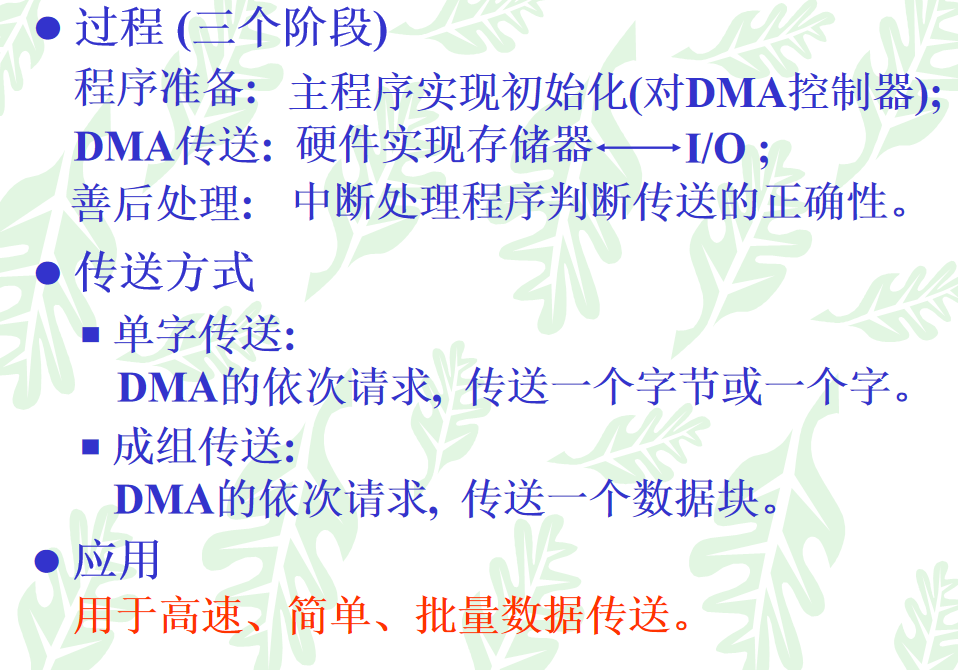 ● 过程 (三个阶段)
程序准备: 主程序实现初始化(对DMA控制器);
DMA传送: 硬件实现存储器←→I/O ;
善后处理: 中断处理程序判断传送的正确性。
● 传送方式
■ 单字传送:
DMA的依次请求, 传送一个字节或一个字。
■ 成组传送:
DMA的依次请求, 传送一个数据块。
● 应用
用于高速、简单、批量数据传送。